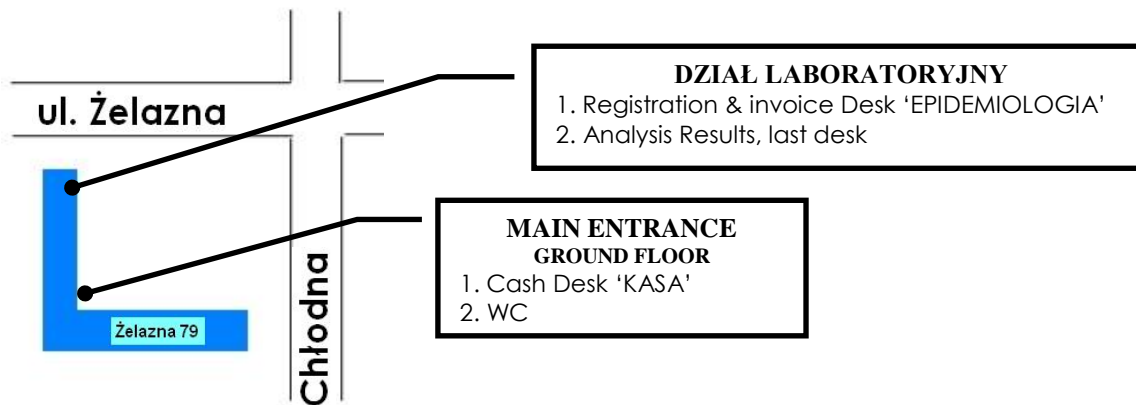 ul. Żelazna
Żelazna 79
Chłodna
DZIAŁ LABORATORYJNY
1. Registration & invoice Desk ‘EPIDEMIOLOGIA’
2. Analysis Results, last desk
MAIN ENTRANCE
GROUND FLOOR
1. Cash Desk ‘KASA’
2. WC